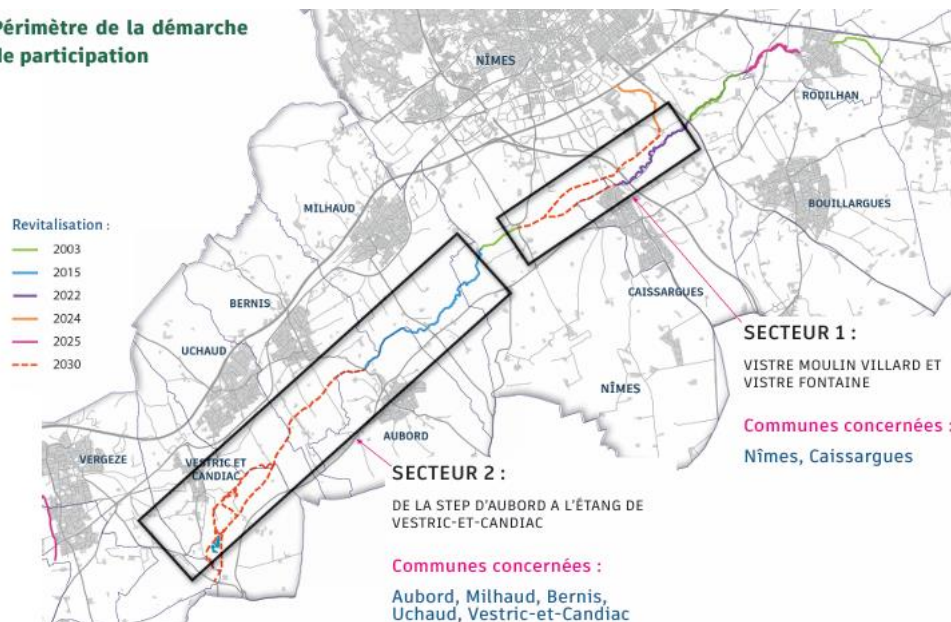 Périmètre de la démarche
de participation
NÎMES
RODILHAN
BOUILLARGUES
MILHAUD
Revitalisation :
2003
2015
2022
2024
2025
2030
BERNIS
UCHAUD
CAISSARGUES
NÎMES
AUBORD
VERGEZE
VESTRIC ET
CANDIAC
SECTEUR 1 :
VISTRE MOULIN VILLARD ET
VISTRE FONTAINE
Communes concernées :
Nîmes, Caissargues
SECTEUR 2 :
DE LA STEP D'AUBORD A L'ÉTANG DE
VESTRIC-ET-CANDIAC
Communes concernées :
Aubord, Milhaud, Bernis,
Uchaud, Vestric-et-Candiac